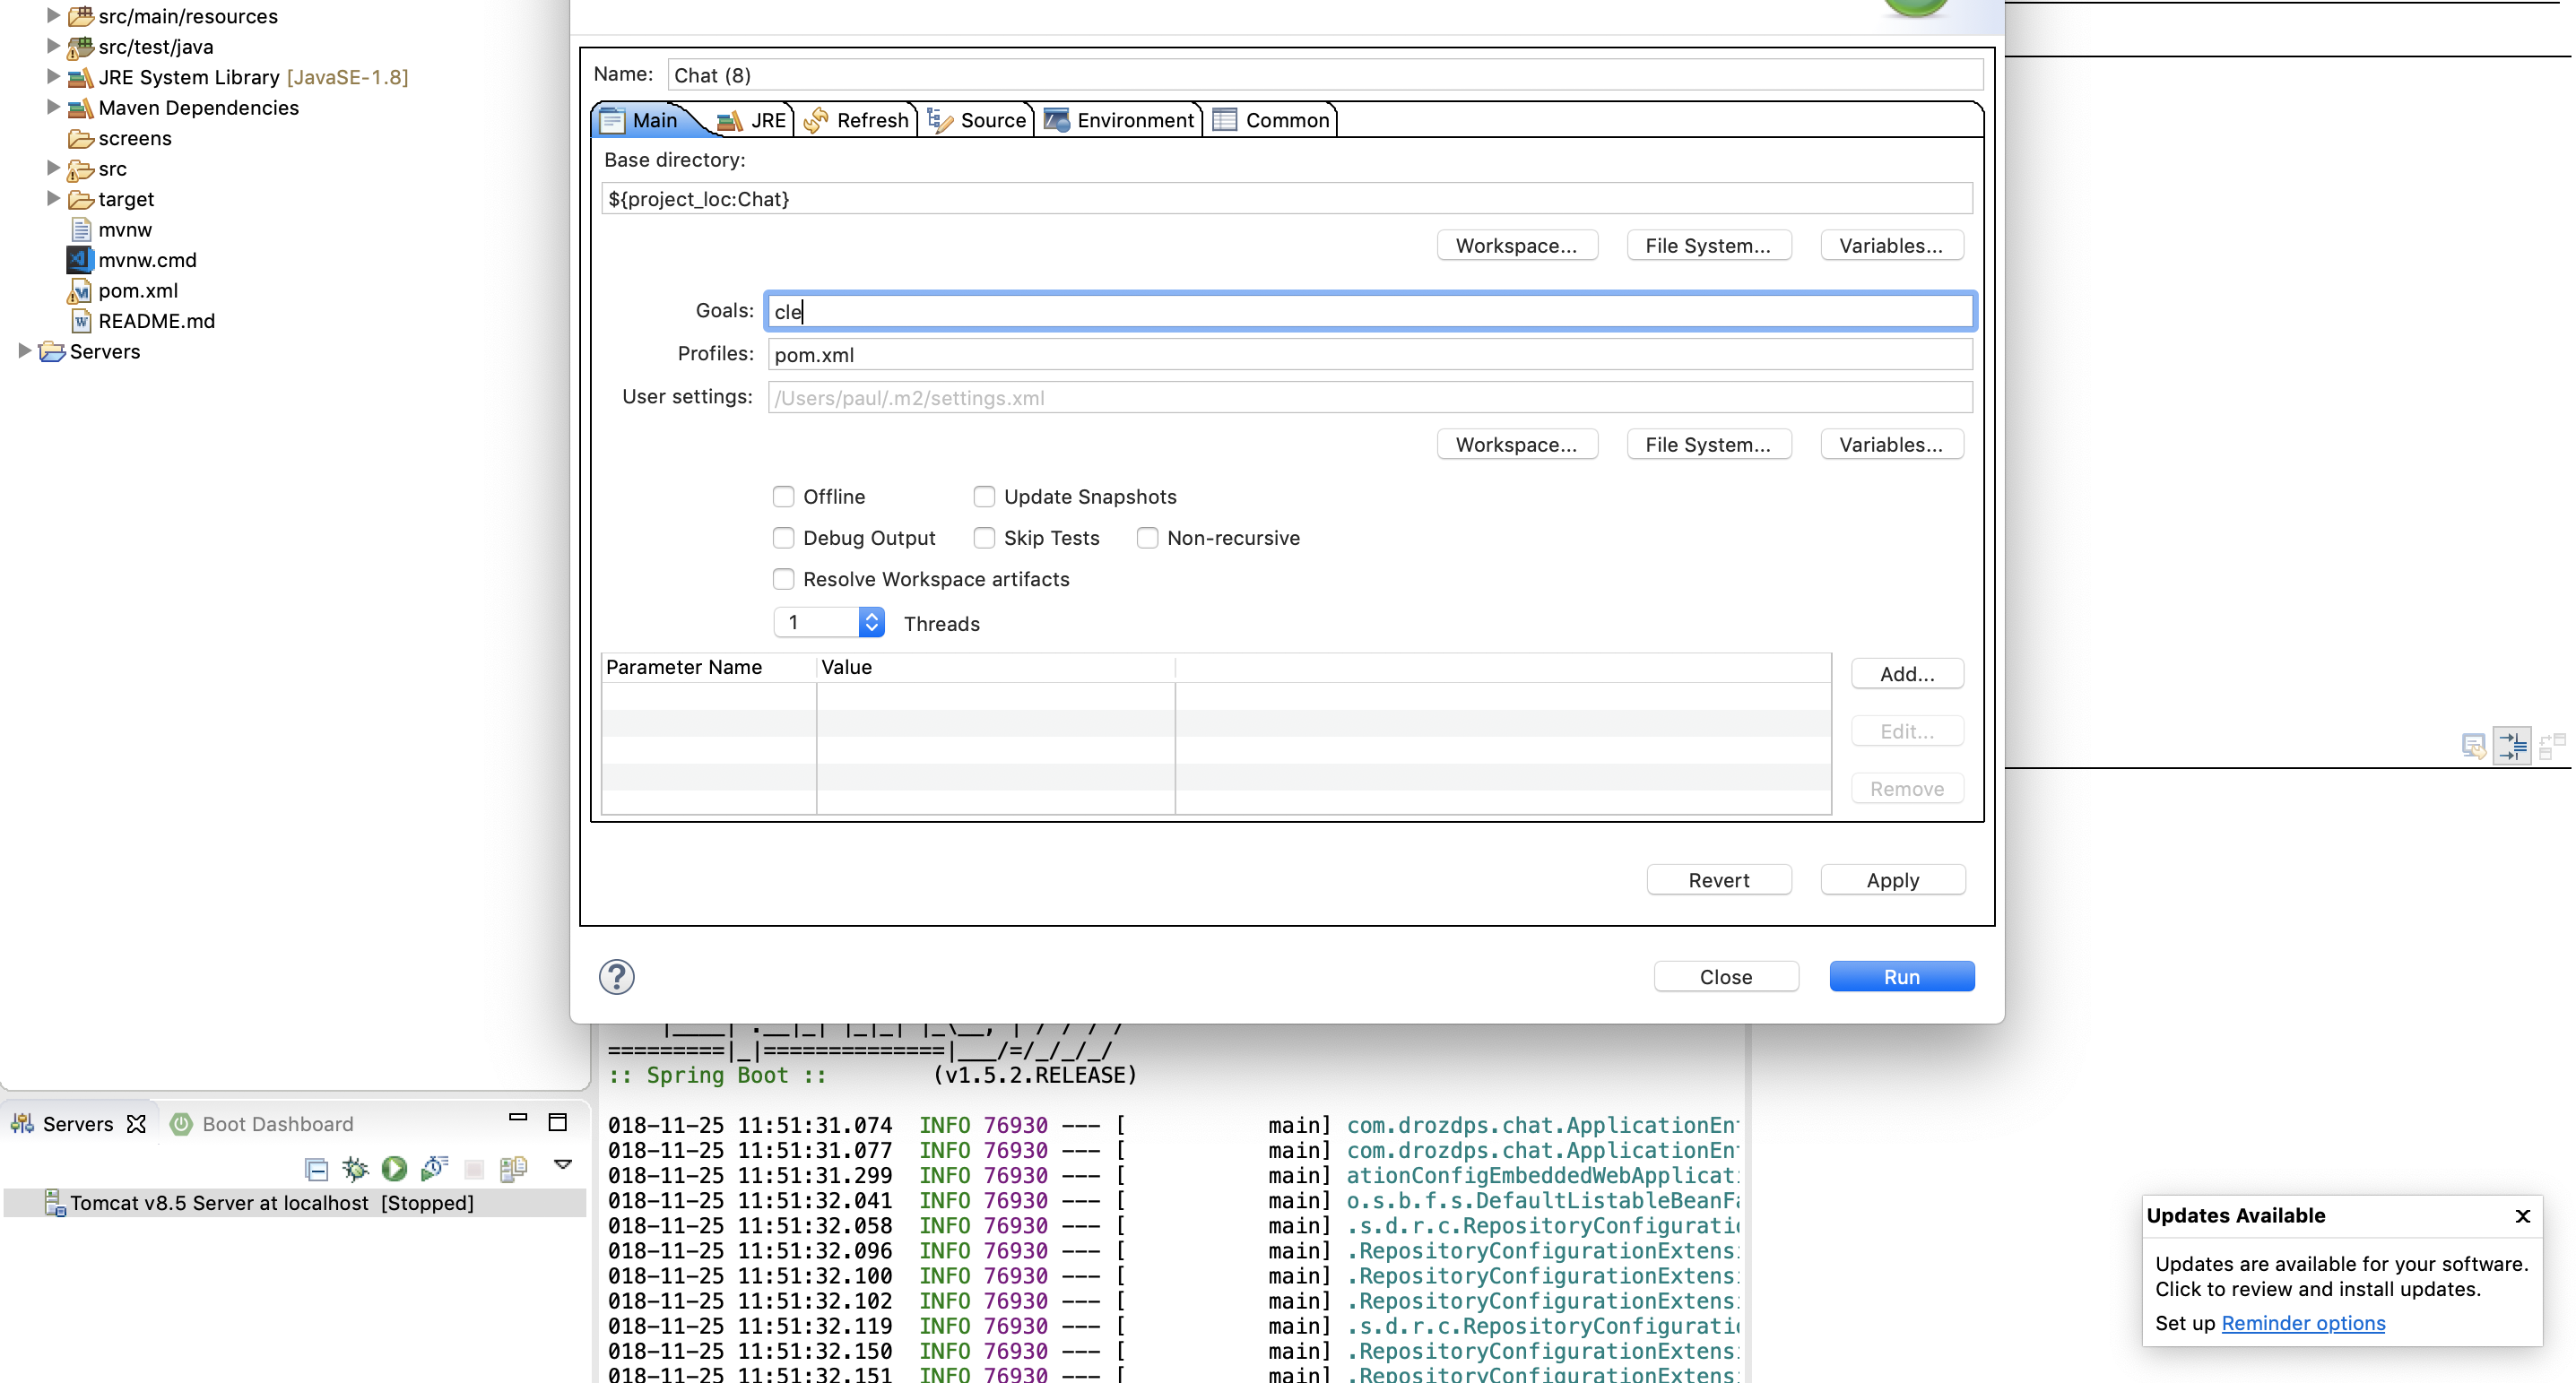 src/main/resources
src/test/java
JRE System Library [JavaSE-1.8]
Maven Dependencies
screens
src
target
mvnw
mvnw.cmd
pom.xml
README.md
Servers
Name: Chat (8)
Main JRE Refresh Source Environment Common
Base directory:
${project_loc:Chat}
Workspace... File System... Variables...
Goals: cle
Profiles: pom.xml
User settings: /Users/paul/.m2/settings.xml
Workspace... File System... Variables...
Offline Update Snapshots
Debug Output Skip Tests Non-recursive
Resolve Workspace artifacts
1 Threads
Parameter Name Value
Add...
Edit...
Remove
Revert Apply
Close Run
=========|_|==============|___/=/_/_/_/
:: Spring Boot :: (v1.5.2.RELEASE)
018-11-25 11:51:31.074 INFO 76930 --- [ main] com.drozdps.chat.ApplicationEn
018-11-25 11:51:31.077 INFO 76930 --- [ main] com.drozdps.chat.ApplicationEn
018-11-25 11:51:31.299 INFO 76930 --- [ main] ationConfigEmbeddedWebApplicat
018-11-25 11:51:32.041 INFO 76930 --- [ main] o.s.b.f.s.DefaultListableBeanF
018-11-25 11:51:32.058 INFO 76930 --- [ main] .s.d.r.c.RepositoryConfigurati
018-11-25 11:51:32.096 INFO 76930 --- [ main] .RepositoryConfigurationExtens
018-11-25 11:51:32.100 INFO 76930 --- [ main] .RepositoryConfigurationExtens
018-11-25 11:51:32.102 INFO 76930 --- [ main] .RepositoryConfigurationExtens
018-11-25 11:51:32.119 INFO 76930 --- [ main] .s.d.r.c.RepositoryConfigurati
018-11-25 11:51:32.150 INFO 76930 --- [ main] .RepositoryConfigurationExtens
018-11-25 11:51:32.151 INFO 76930 --- [ main] .RepositoryConfigurationExtens
Servers Boot Dashboard
Tomcat v8.5 Server at localhost [Stopped]
Updates Available
Updates are available for your software.
Click to review and install updates.
Set up Reminder options